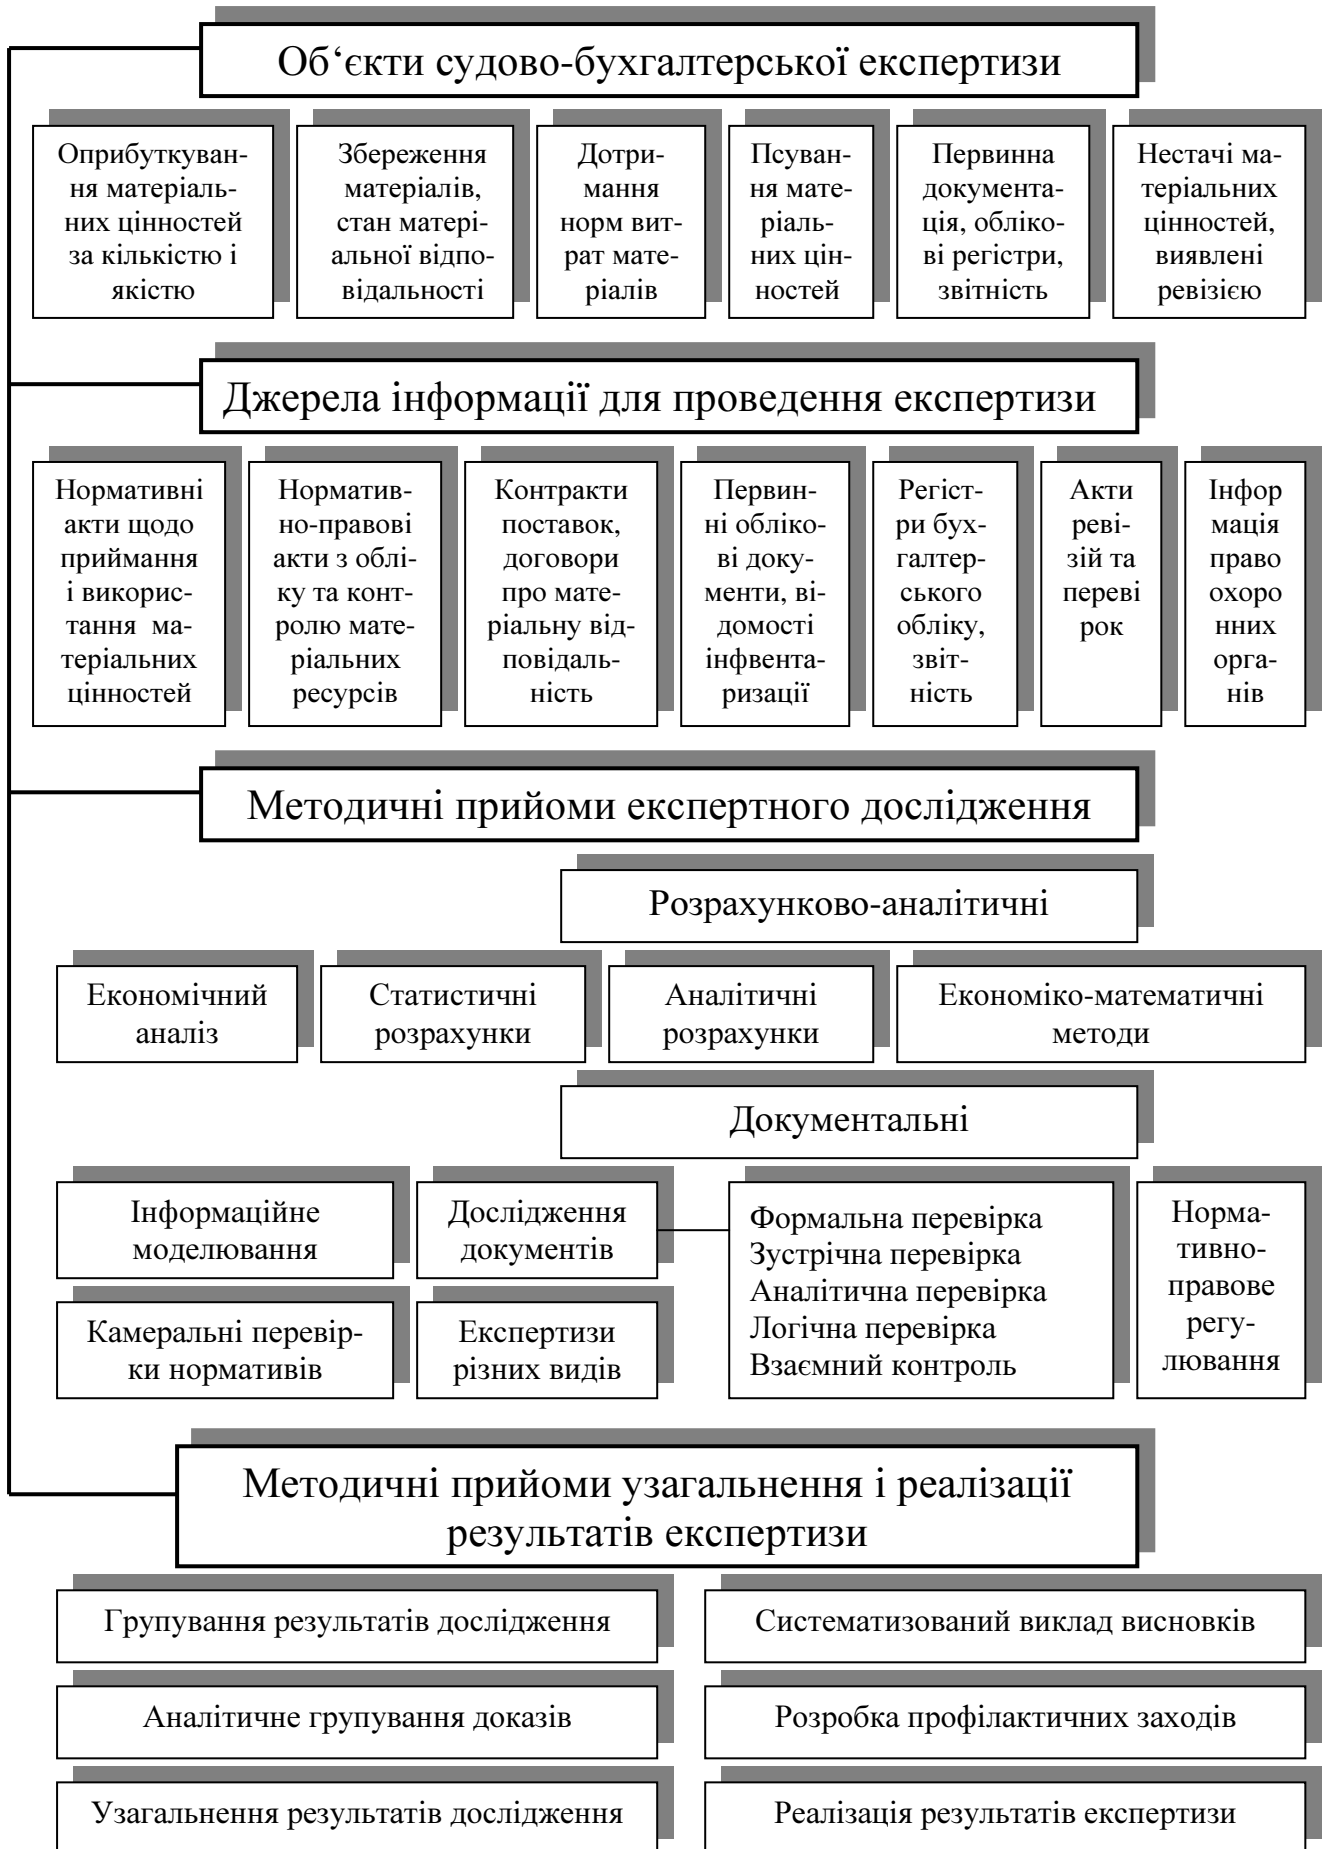 Об‘єкти судово-бухгалтерської експертизи
Оприбуткуван-
ня матеріаль-
них цінностей
за кількістю і
якістю
Збереження
матеріалів,
стан матері-
альної відпо-
відальності
Дотри-
мання
норм вит-
рат мате-
ріалів
Псуван-
ня мате-
ріаль-
них цін-
ностей
Первинна
документа-
ція, обліко-
ві регістри,
звітність
Нестачі ма-
теріальних
цінностей,
виявлені
ревізією
Джерела інформації для проведення експертизи
Нормативні
акти щодо
приймання
і викорис-
тання ма-
теріальних
цінностей
Норматив-
но-правові
акти з облі-
ку та конт-
ролю мате-
ріальних
ресурсів
Контракти
поставок,
договори
про мате-
ріальну від-
повідаль-
ність
Первин-
ні обліко-
ві доку-
менти, ві-
домості
інфвента-
ризації
Регіст-
ри бух-
галтер-
ського
обліку,
звіт-
ність
Акти
реві-
зій та
переві
рок
Інфор
мація
право
охоро
нних
орга-
нів
Методичні прийоми експертного дослідження
Розрахунково-аналітичні
Економічний
аналіз
Статистичні
розрахунки
Аналітичні
розрахунки
Економіко-математичні
методи
Документальні
Інформаційне
моделювання
Дослідження
документів
Формальна перевірка
Зустрічна перевірка
Аналітична перевірка
Логічна перевірка
Взаємний контроль
Норма-
тивно-
правове
регу-
лювання
Камеральні перевір-
ки нормативів
Експертизи
різних видів
Методичні прийоми узагальнення і реалізації
результатів експертизи
Групування результатів дослідження
Систематизований виклад висновків
Аналітичне групування доказів
Розробка профілактичних заходів
Узагальнення результатів дослідження
Реалізація результатів експертизи